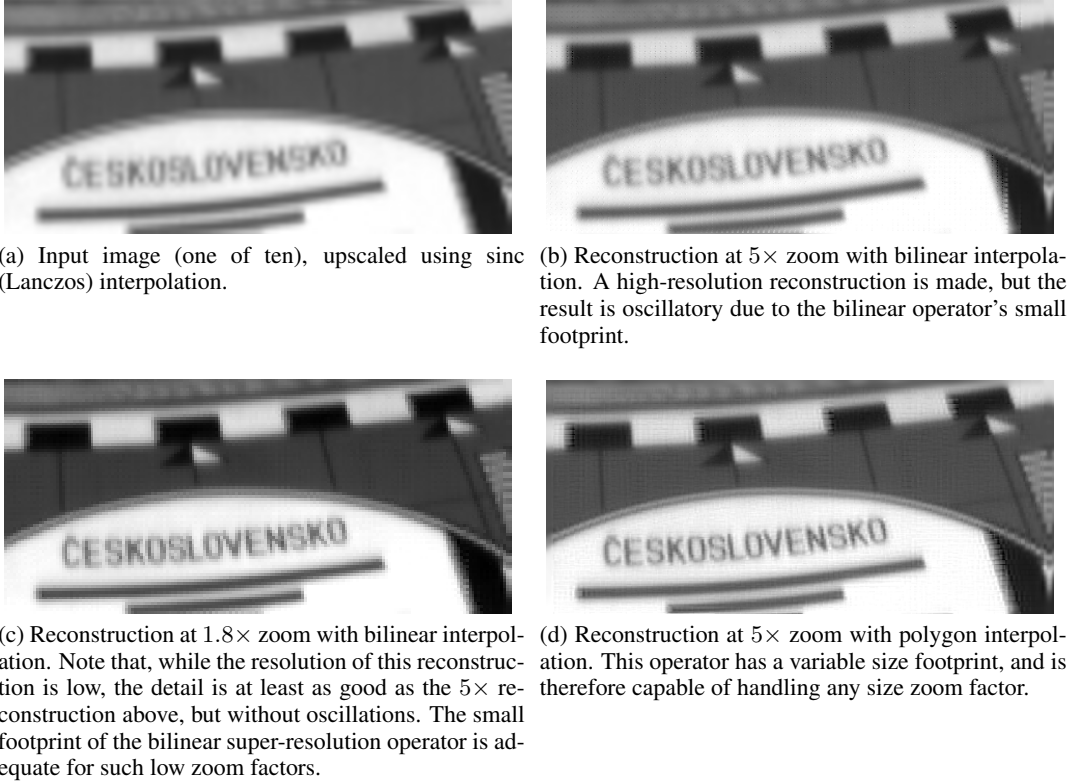 ČESKOSLOVENSKO
ČESKOSLOVENSKO
(a) Input image (one of ten), upscaled using sinc
(Lanczos) interpolation.
(b) Reconstruction at 5× zoom with bilinear interpola-
tion. A high-resolution reconstruction is made, but the
result is oscillatory due to the bilinear operator's small
footprint.
ČESKOSLOVENSKO
ČESKOSLOVENSKO
(c) Reconstruction at 1.8× zoom with bilinear interpol-
ation. Note that, while the resolution of this reconstruc-
tion is low, the detail is at least as good as the 5× re-
construction above, but without oscillations. The small
footprint of the bilinear super-resolution operator is ad-
equate for such low zoom factors.
(d) Reconstruction at 5× zoom with polygon interpol-
ation. This operator has a variable size footprint, and is
therefore capable of handling any size zoom factor.